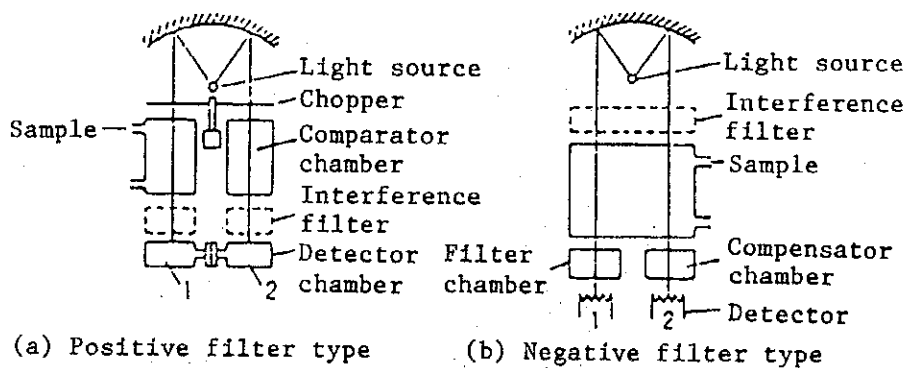 Light source
Chopper
Sample
Comparator
chamber
Interference
filter
Detector
chamber
1
2
(a) Positive filter type
Light source
Interference
filter
Sample
Filter
chamber
Compensator
chamber
1
2
Detector
(b) Negative filter type